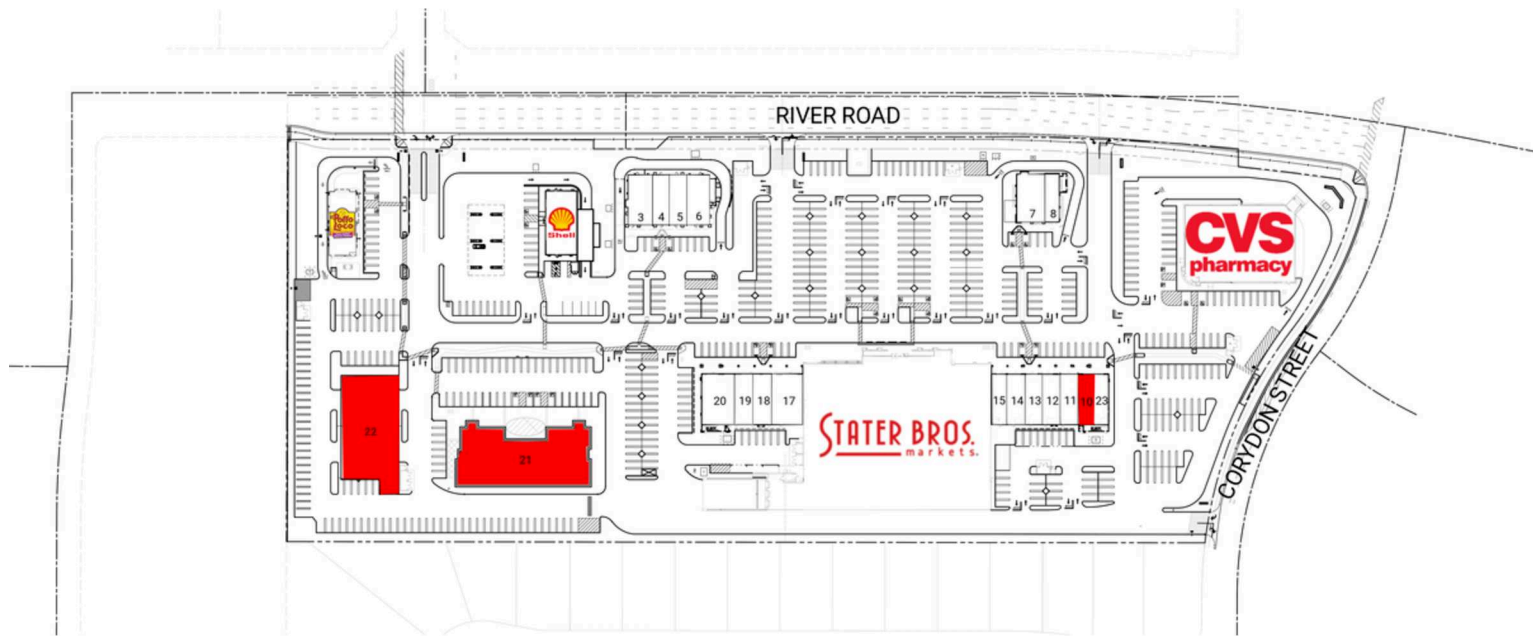 RIVER ROAD
Pollo
Loco
Shell
3 4 5 6
7 8
CVS
pharmacy
22
21
20 19 18 17
STATER BROS.
markets.
15 14 13 12 11 10 23
CORYDON STREET